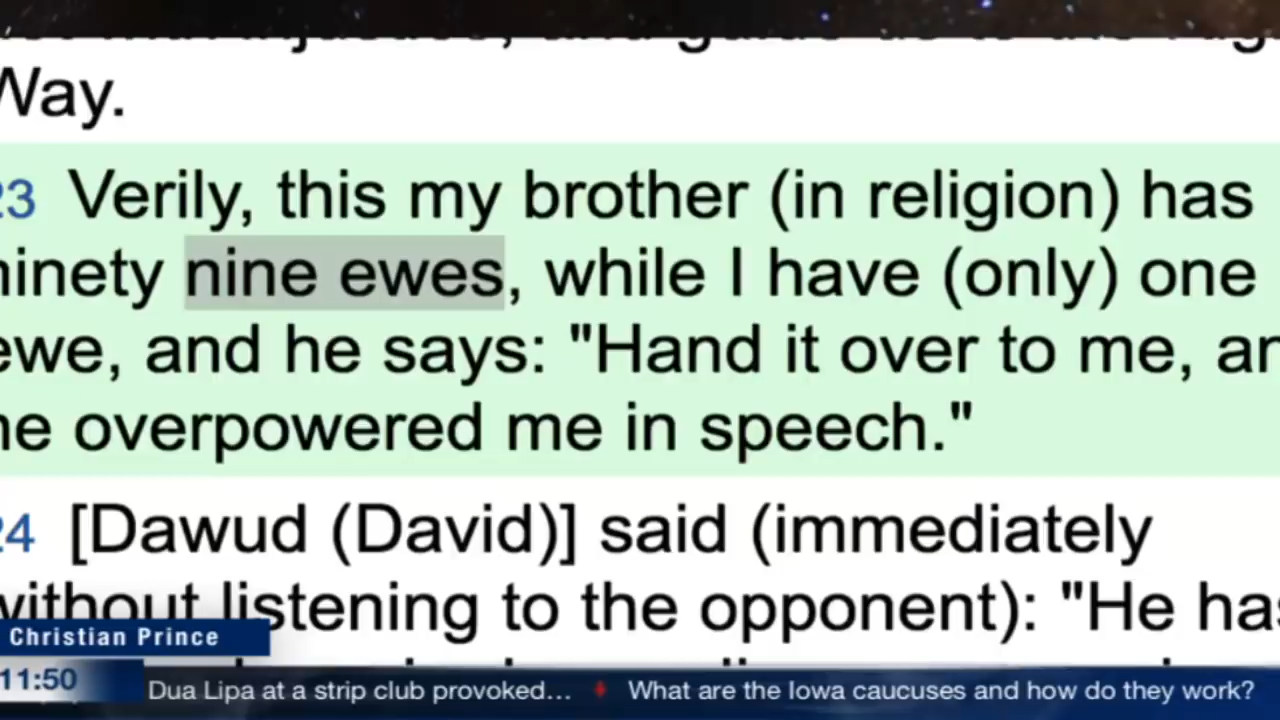 Way.
23 Verily, this my brother (in religion) has
ninety nine ewes, while I have (only) one
ewe, and he says: "Hand it over to me, an
he overpowered me in speech."
24 [Dawud (David)] said (immediately
without listening to the opponent): "He has
Christian Prince
11:50 Dua Lipa at a strip club provoked... ♦ What are the Iowa caucuses and how do they work?